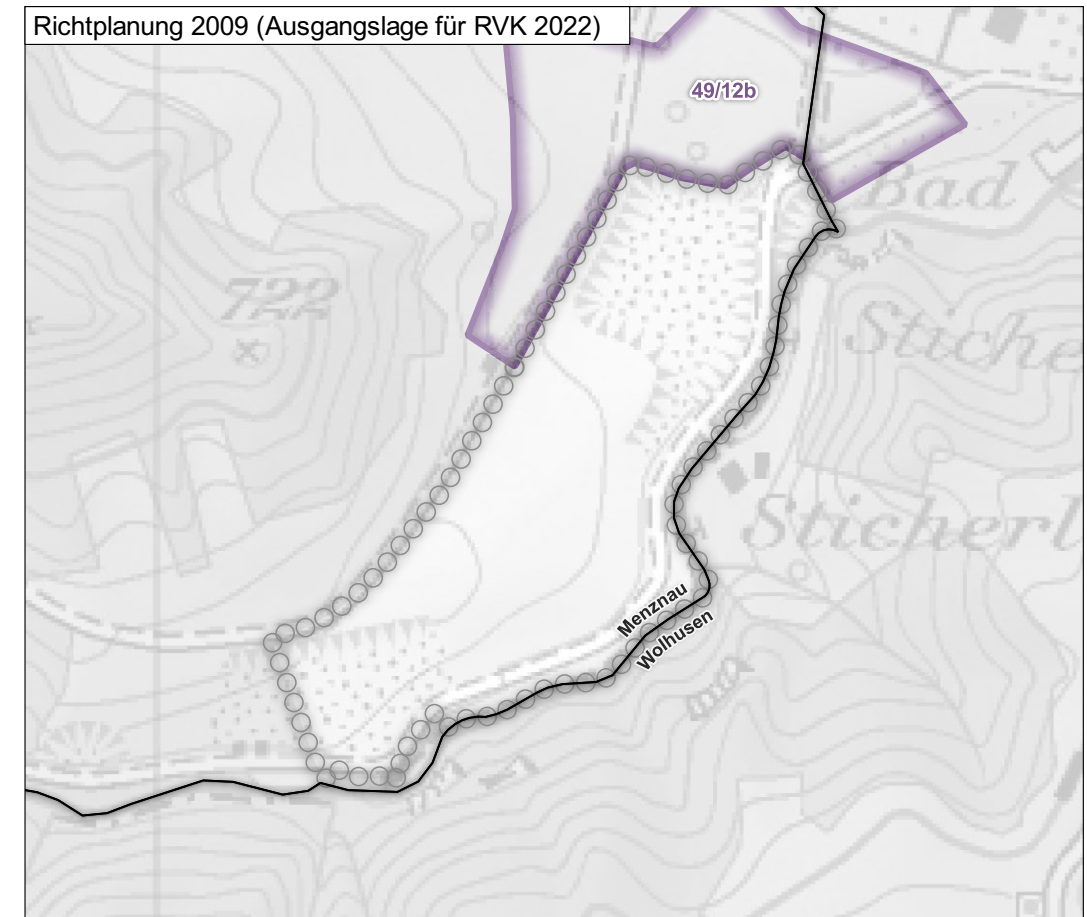 Richtplanung 2009 (Ausgangslage für RVK 2022)
49/12b
Bad
722
Stiche
Sticherl
Menznau
Wolhusen